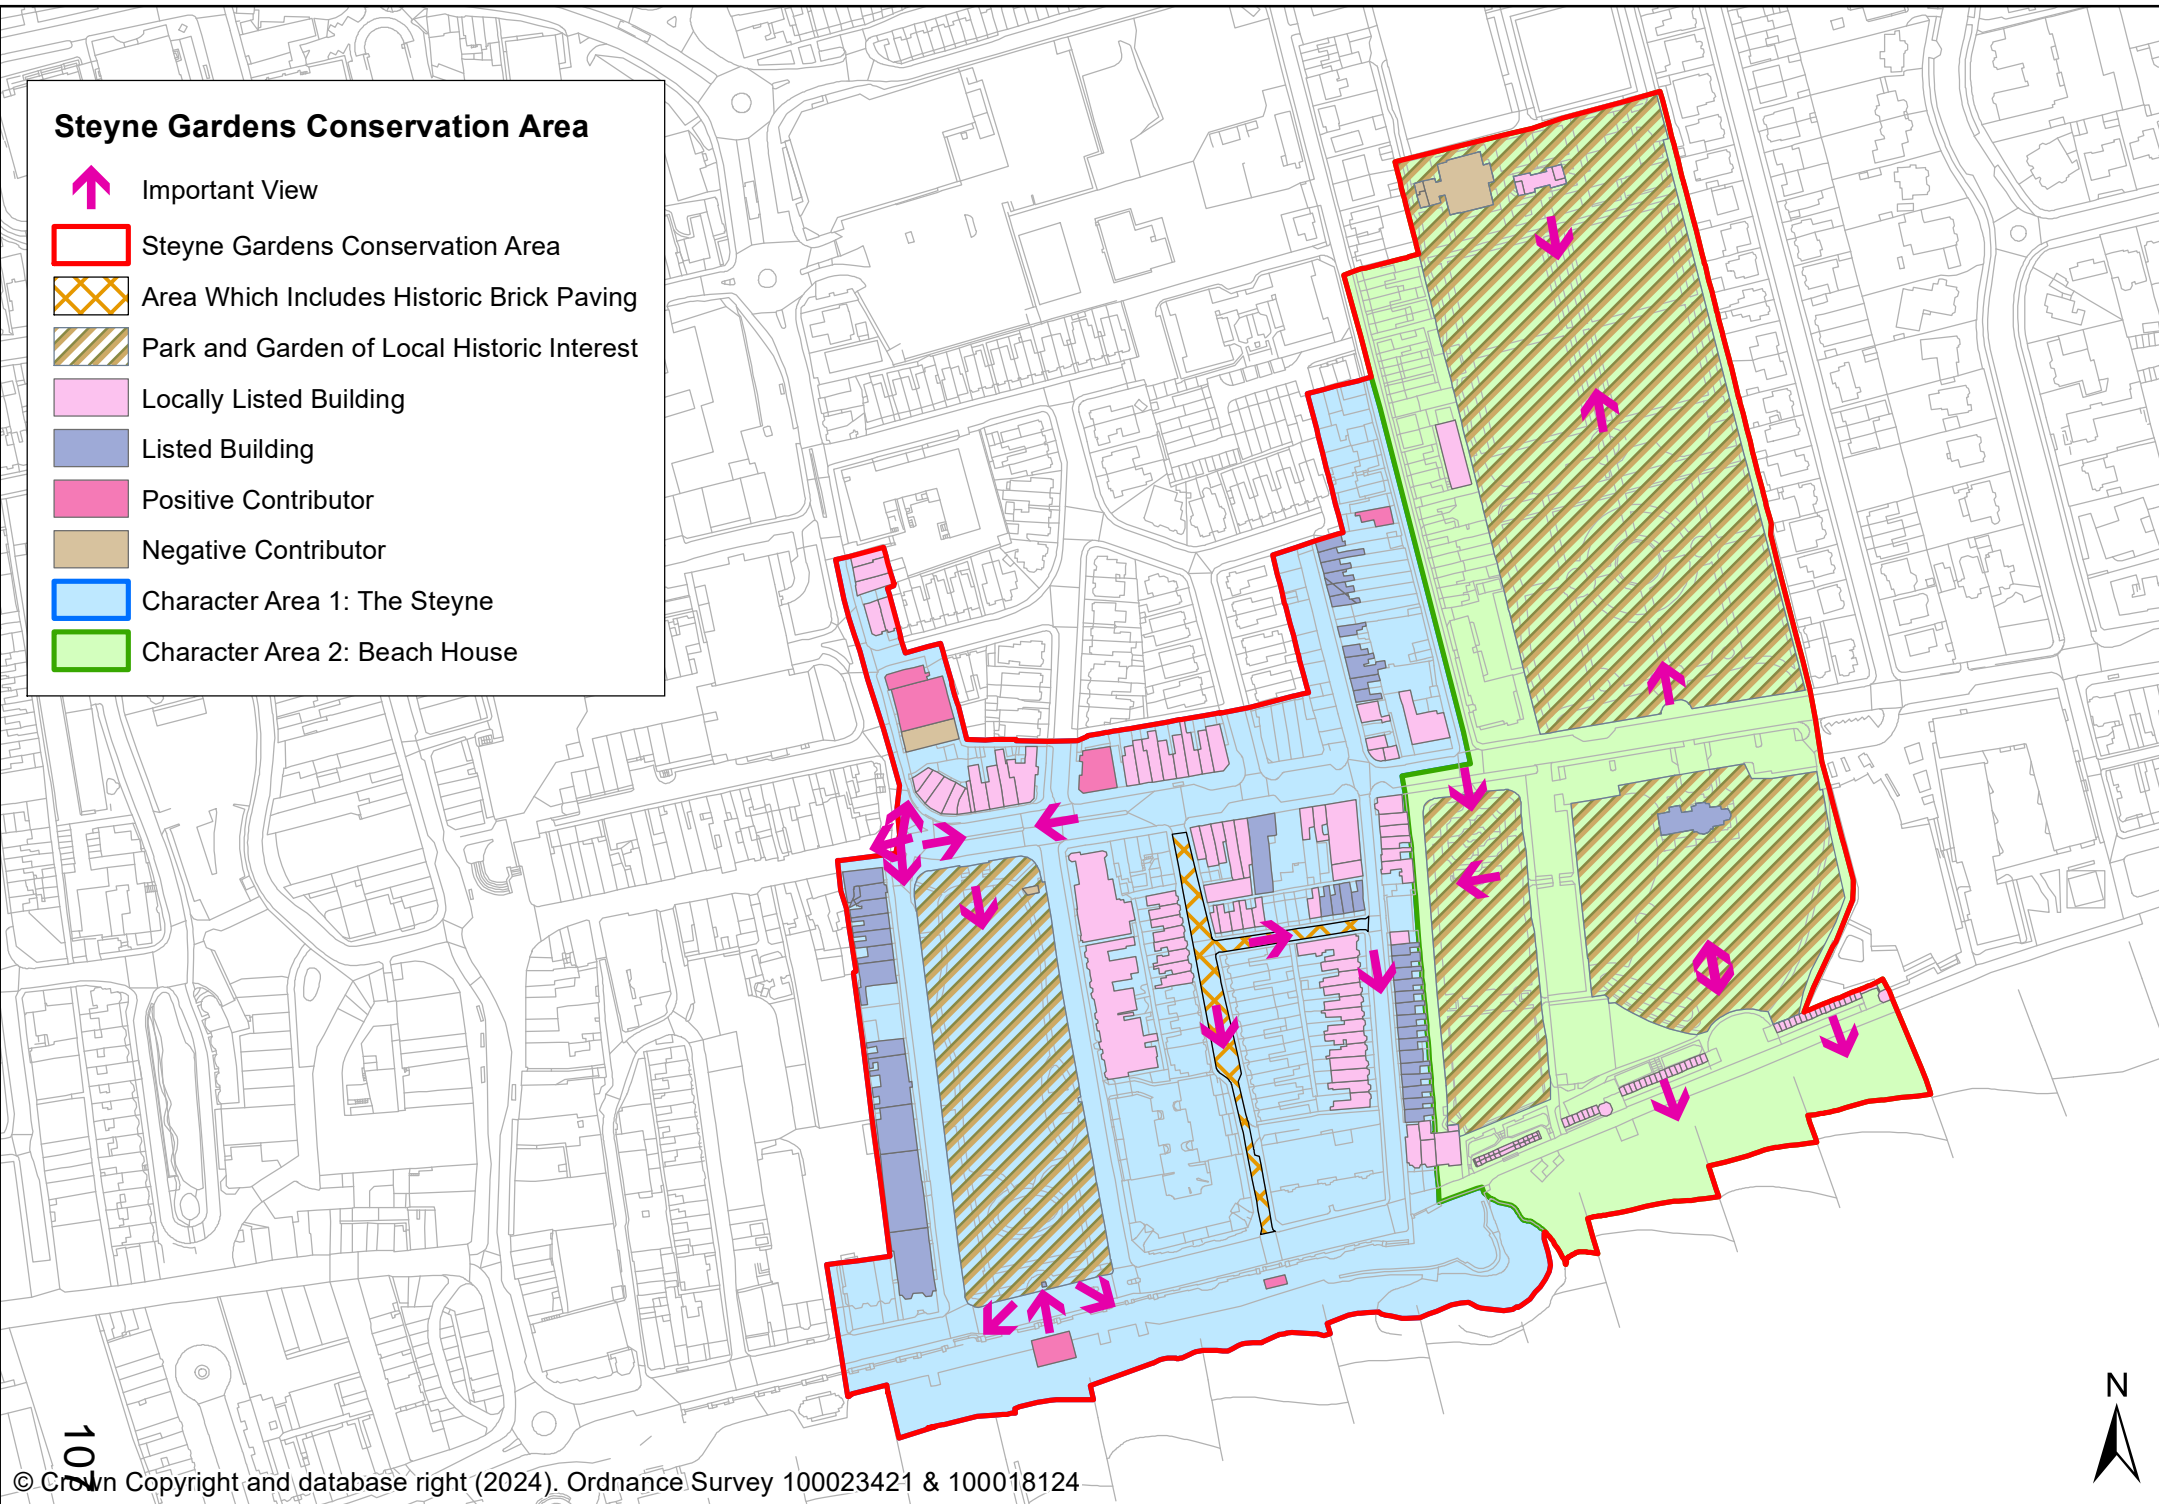 Steyne Gardens Conservation Area
Important View
Steyne Gardens Conservation Area
Area Which Includes Historic Brick Paving
Park and Garden of Local Historic Interest
Locally Listed Building
Listed Building
Positive Contributor
Negative Contributor
Character Area 1: The Steyne
Character Area 2: Beach House
N
107
© Crown Copyright and database right (2024). Ordnance Survey 100023421 & 100018124